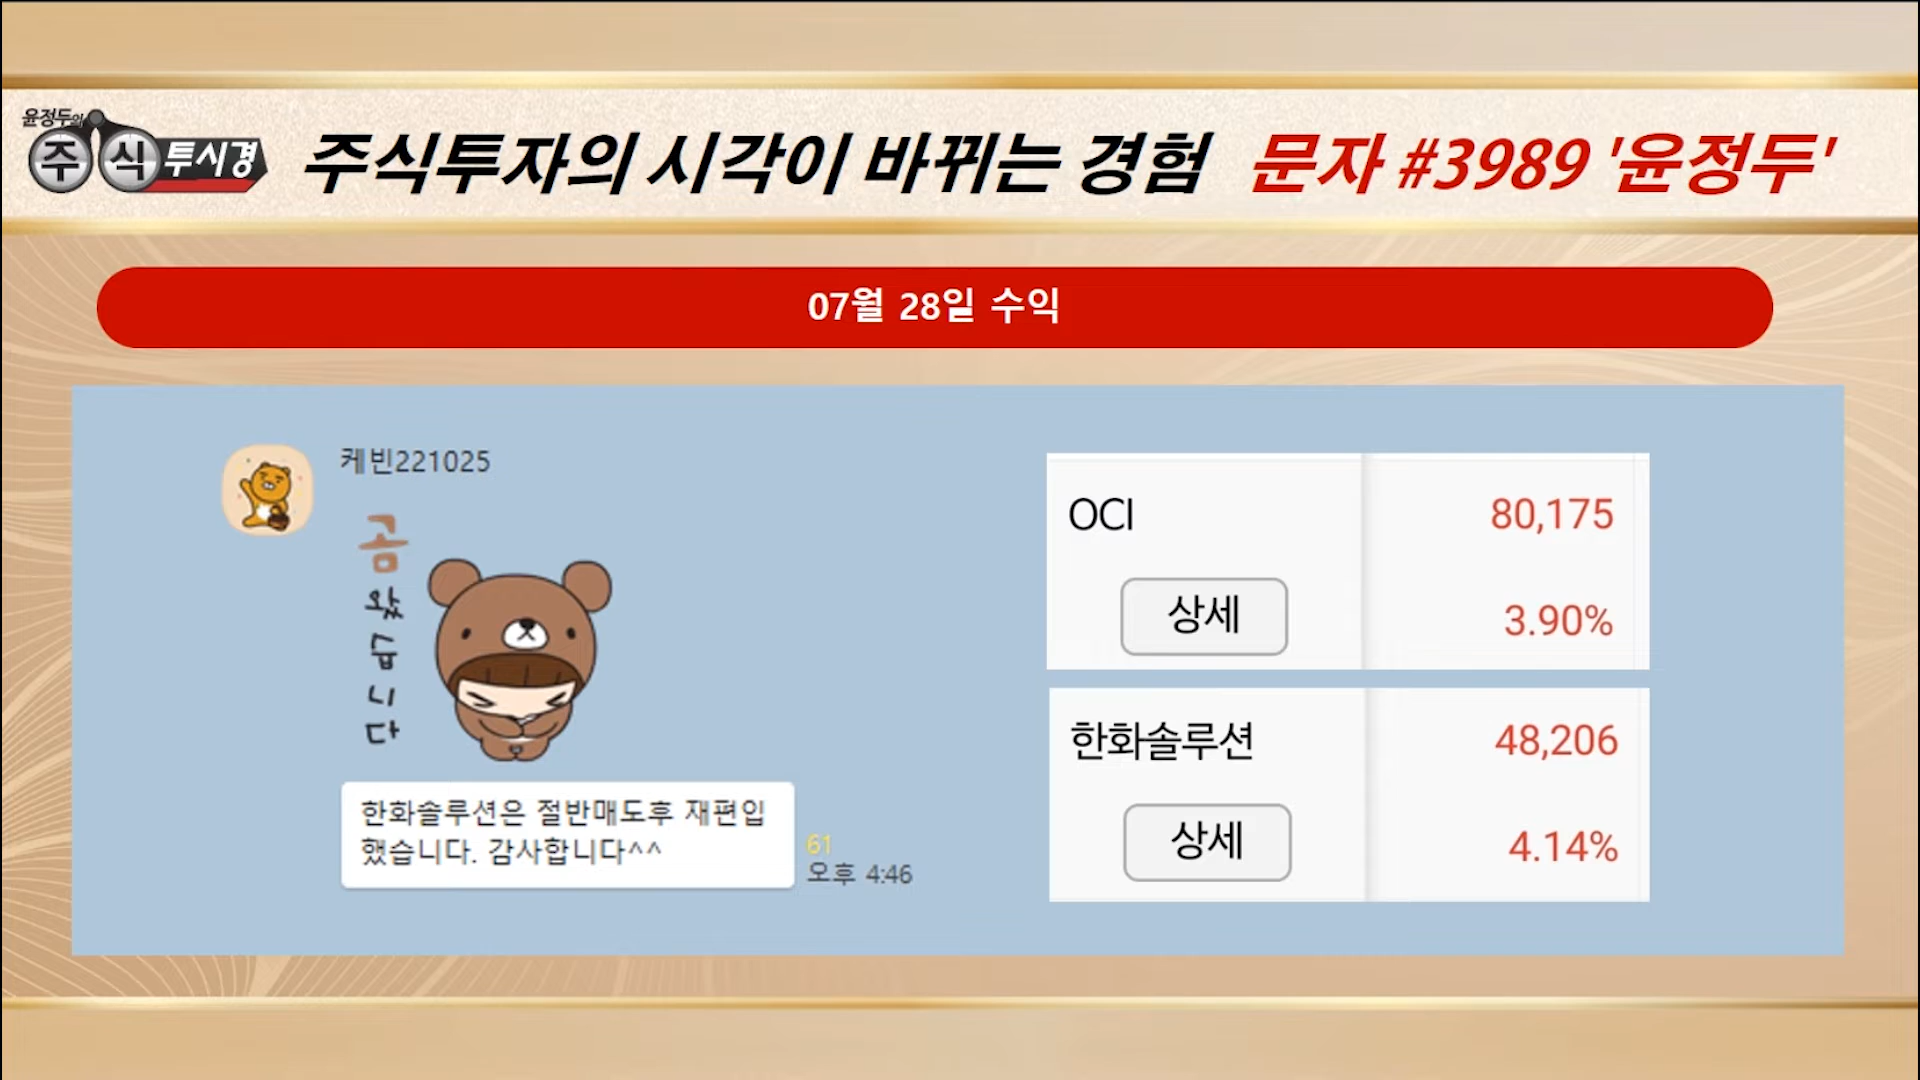 윤정두의
주식투시경
주식투자의 시각이 바뀌는 경험 문자 #3989 '윤정두'
07월 28일 수익
케빈221025
곰
왔
습
니
다
한화솔루션은 절반매도후 재편입
했습니다. 감사합니다^^
61
오후 4:46
OCI 80,175
상세 3.90%
한화솔루션 48,206
상세 4.14%